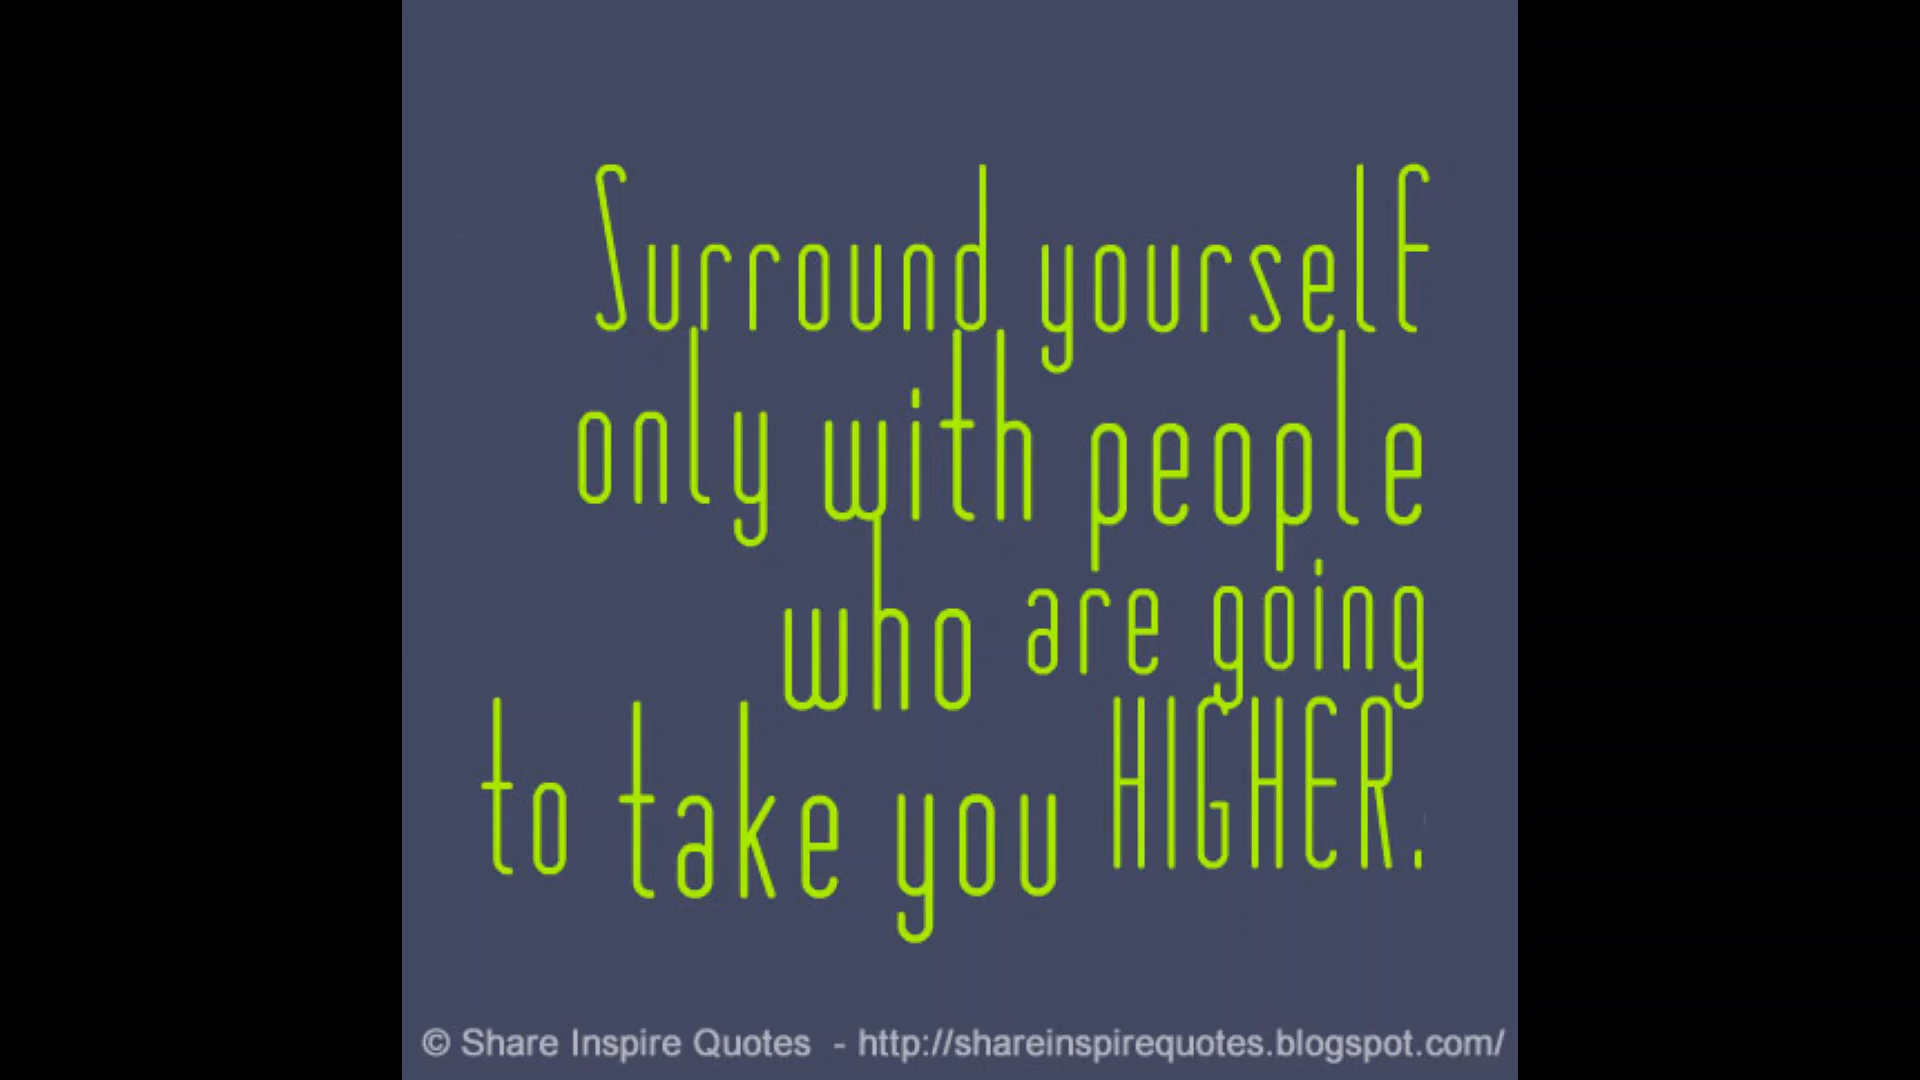 Surround yourself
only with people
who are going
to take you HIGHER.
© Share Inspire Quotes - http://shareinspirequotes.blogspot.com/